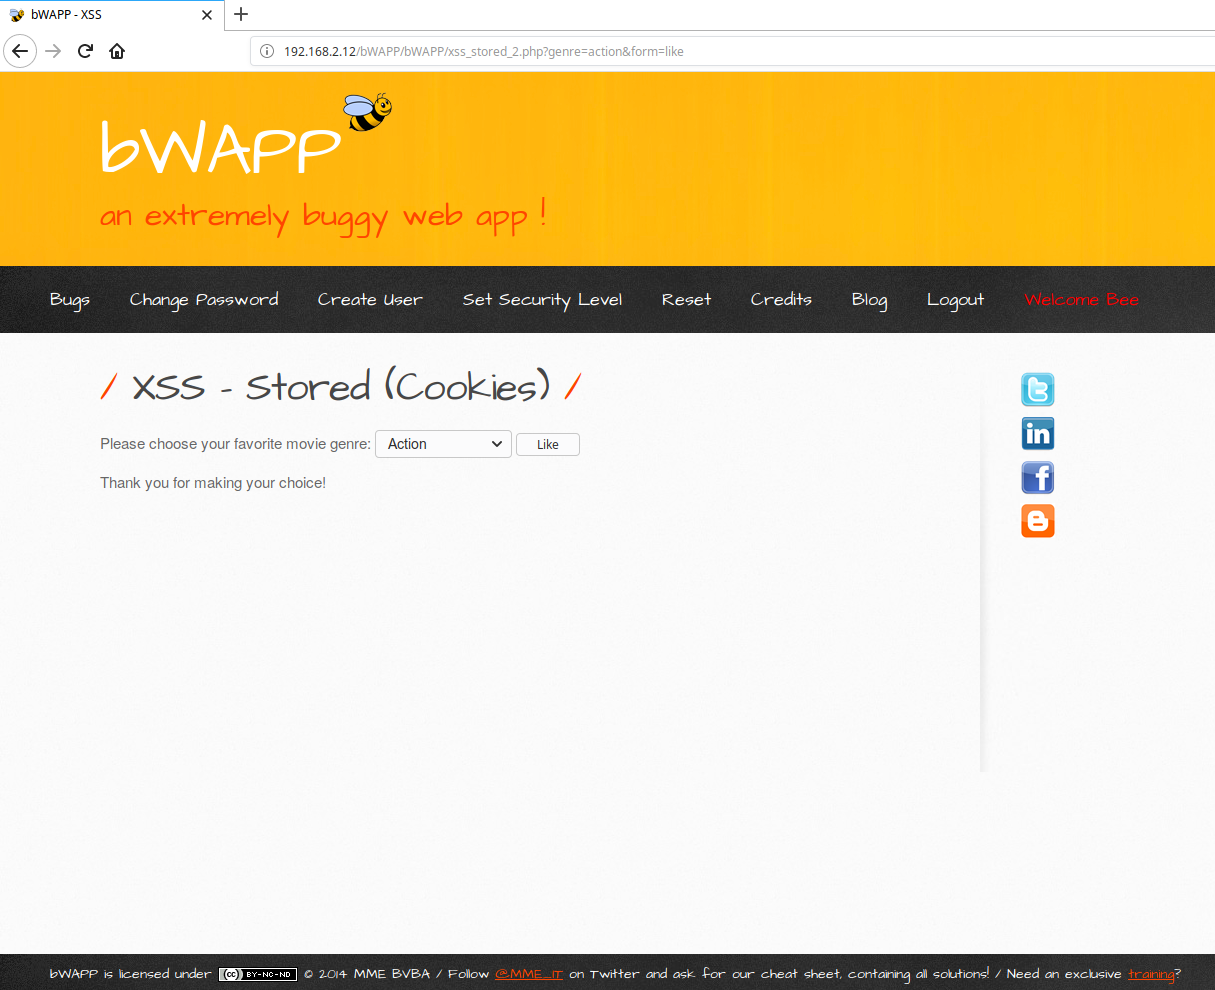 bWAPP - XSS
192.168.2.12/bWAPP/bWAPP/xss_stored_2.php?genre=action&form=like
bWAPP
an extremely buggy web app !
Bugs Change Password Create User Set Security Level Reset Credits Blog Logout Welcome Bee
/ XSS - Stored (Cookies) /
Please choose your favorite movie genre: Action Like
Thank you for making your choice!
bWAPP is licensed under (cc) BY-NC-ND © 2014 MME BVBA / Follow @MME_IT on Twitter and ask for our cheat sheet, containing all solutions! / Need an exclusive training?